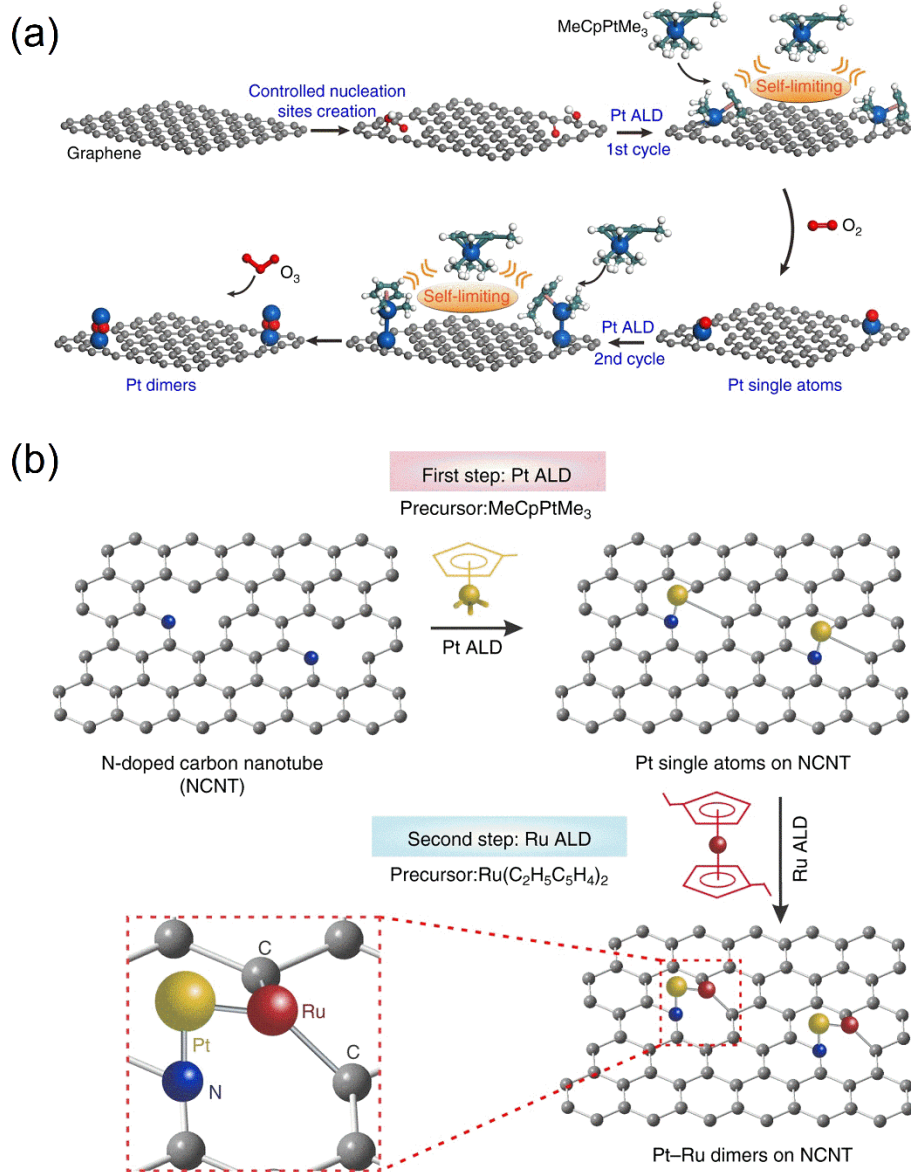 (a)
MeCpPtMe₃
Controlled nucleation
sites creation
Self-limiting
Pt ALD
1st cycle
Graphene
O₂
O₃
Self-limiting
Pt ALD
2nd cycle
Pt dimers
Pt single atoms
(b)
First step: Pt ALD
Precursor:MeCpPtMe₃
Pt ALD
N-doped carbon nanotube
(NCNT)
Pt single atoms on NCNT
Second step: Ru ALD
Precursor:Ru(C₂H₅C₅H₄)₂
Ru ALD
C
Ru
Pt
C
N
Pt–Ru dimers on NCNT